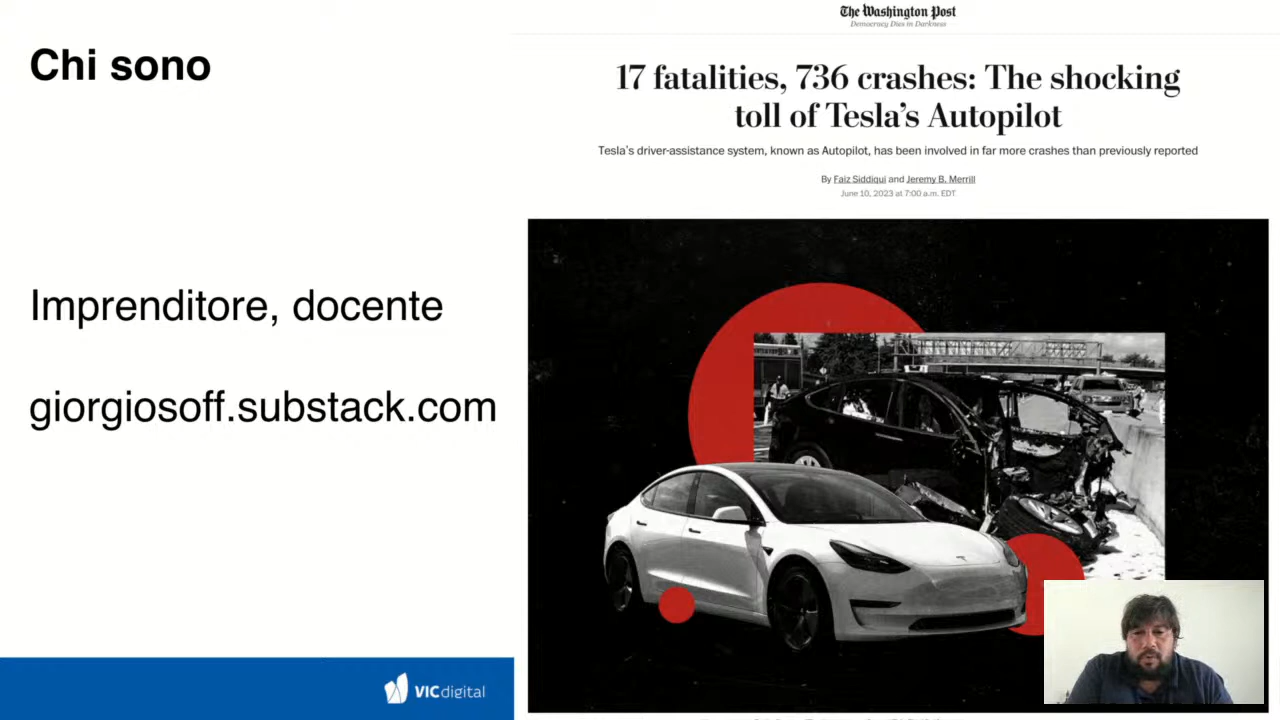 Chi sono
Imprenditore, docente
giorgiosoff.substack.com
VIC digital
The Washington Post
Democracy Dies in Darkness
17 fatalities, 736 crashes: The shocking
toll of Tesla's Autopilot
Tesla's driver-assistance system, known as Autopilot, has been involved in far more crashes than previously reported
By Faiz Siddiqui and Jeremy B. Merrill
June 10, 2023 at 7:00 a.m. EDT